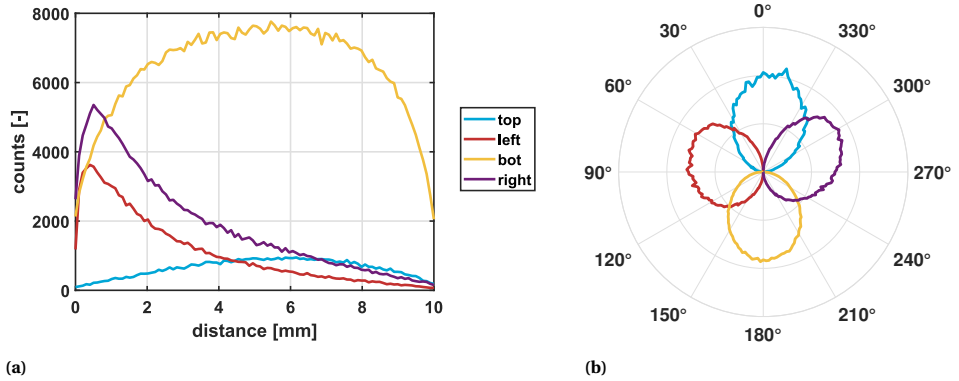 8000
6000
4000
2000
0
0 2 4 6 8 10
counts [-]
distance [mm]
top
left
bot
right
0°
30°
330°
60°
300°
90°
270°
120°
240°
150°
210°
180°
(a)
(b)